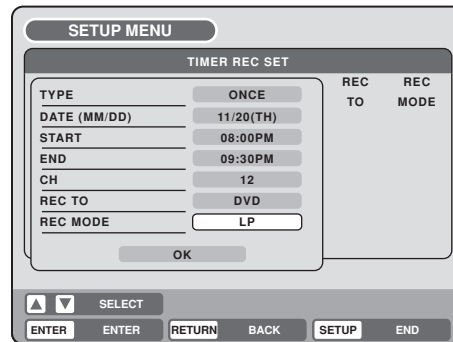 SETUP MENU
TIMER REC SET
REC TO
REC MODE
TYPE ONCE
DATE (MM/DD) 11/20(TH)
START 08:00PM
END 09:30PM
CH 12
REC TO DVD
REC MODE LP
OK
▲ ▼ SELECT
ENTER ENTER RETURN BACK SETUP END